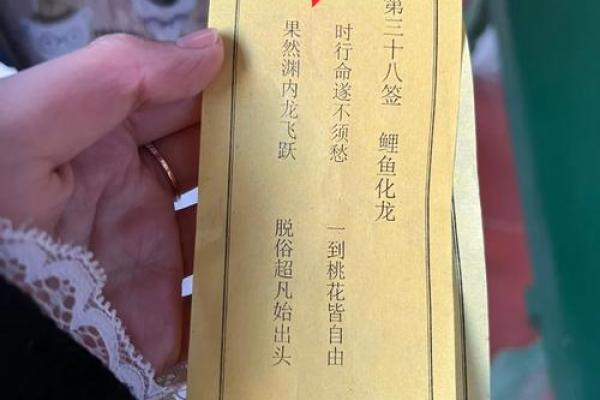 第三十八签 鲤鱼化龙
时行命遂不须愁 一到桃花皆自由
果然渊内龙飞跃 脱俗超凡始出头